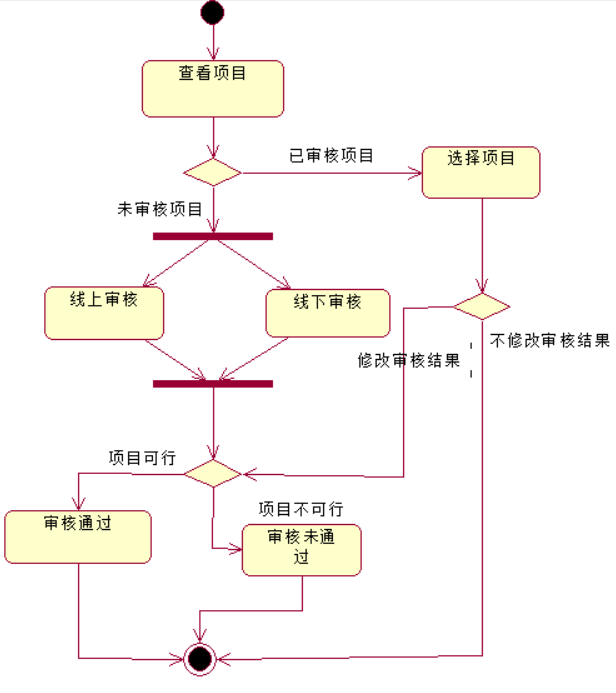 查看项目
已审核项目
选择项目
未审核项目
线上审核
线下审核
不修改审核结果
修改审核结果
项目可行
项目不可行
审核通过
审核未通
过